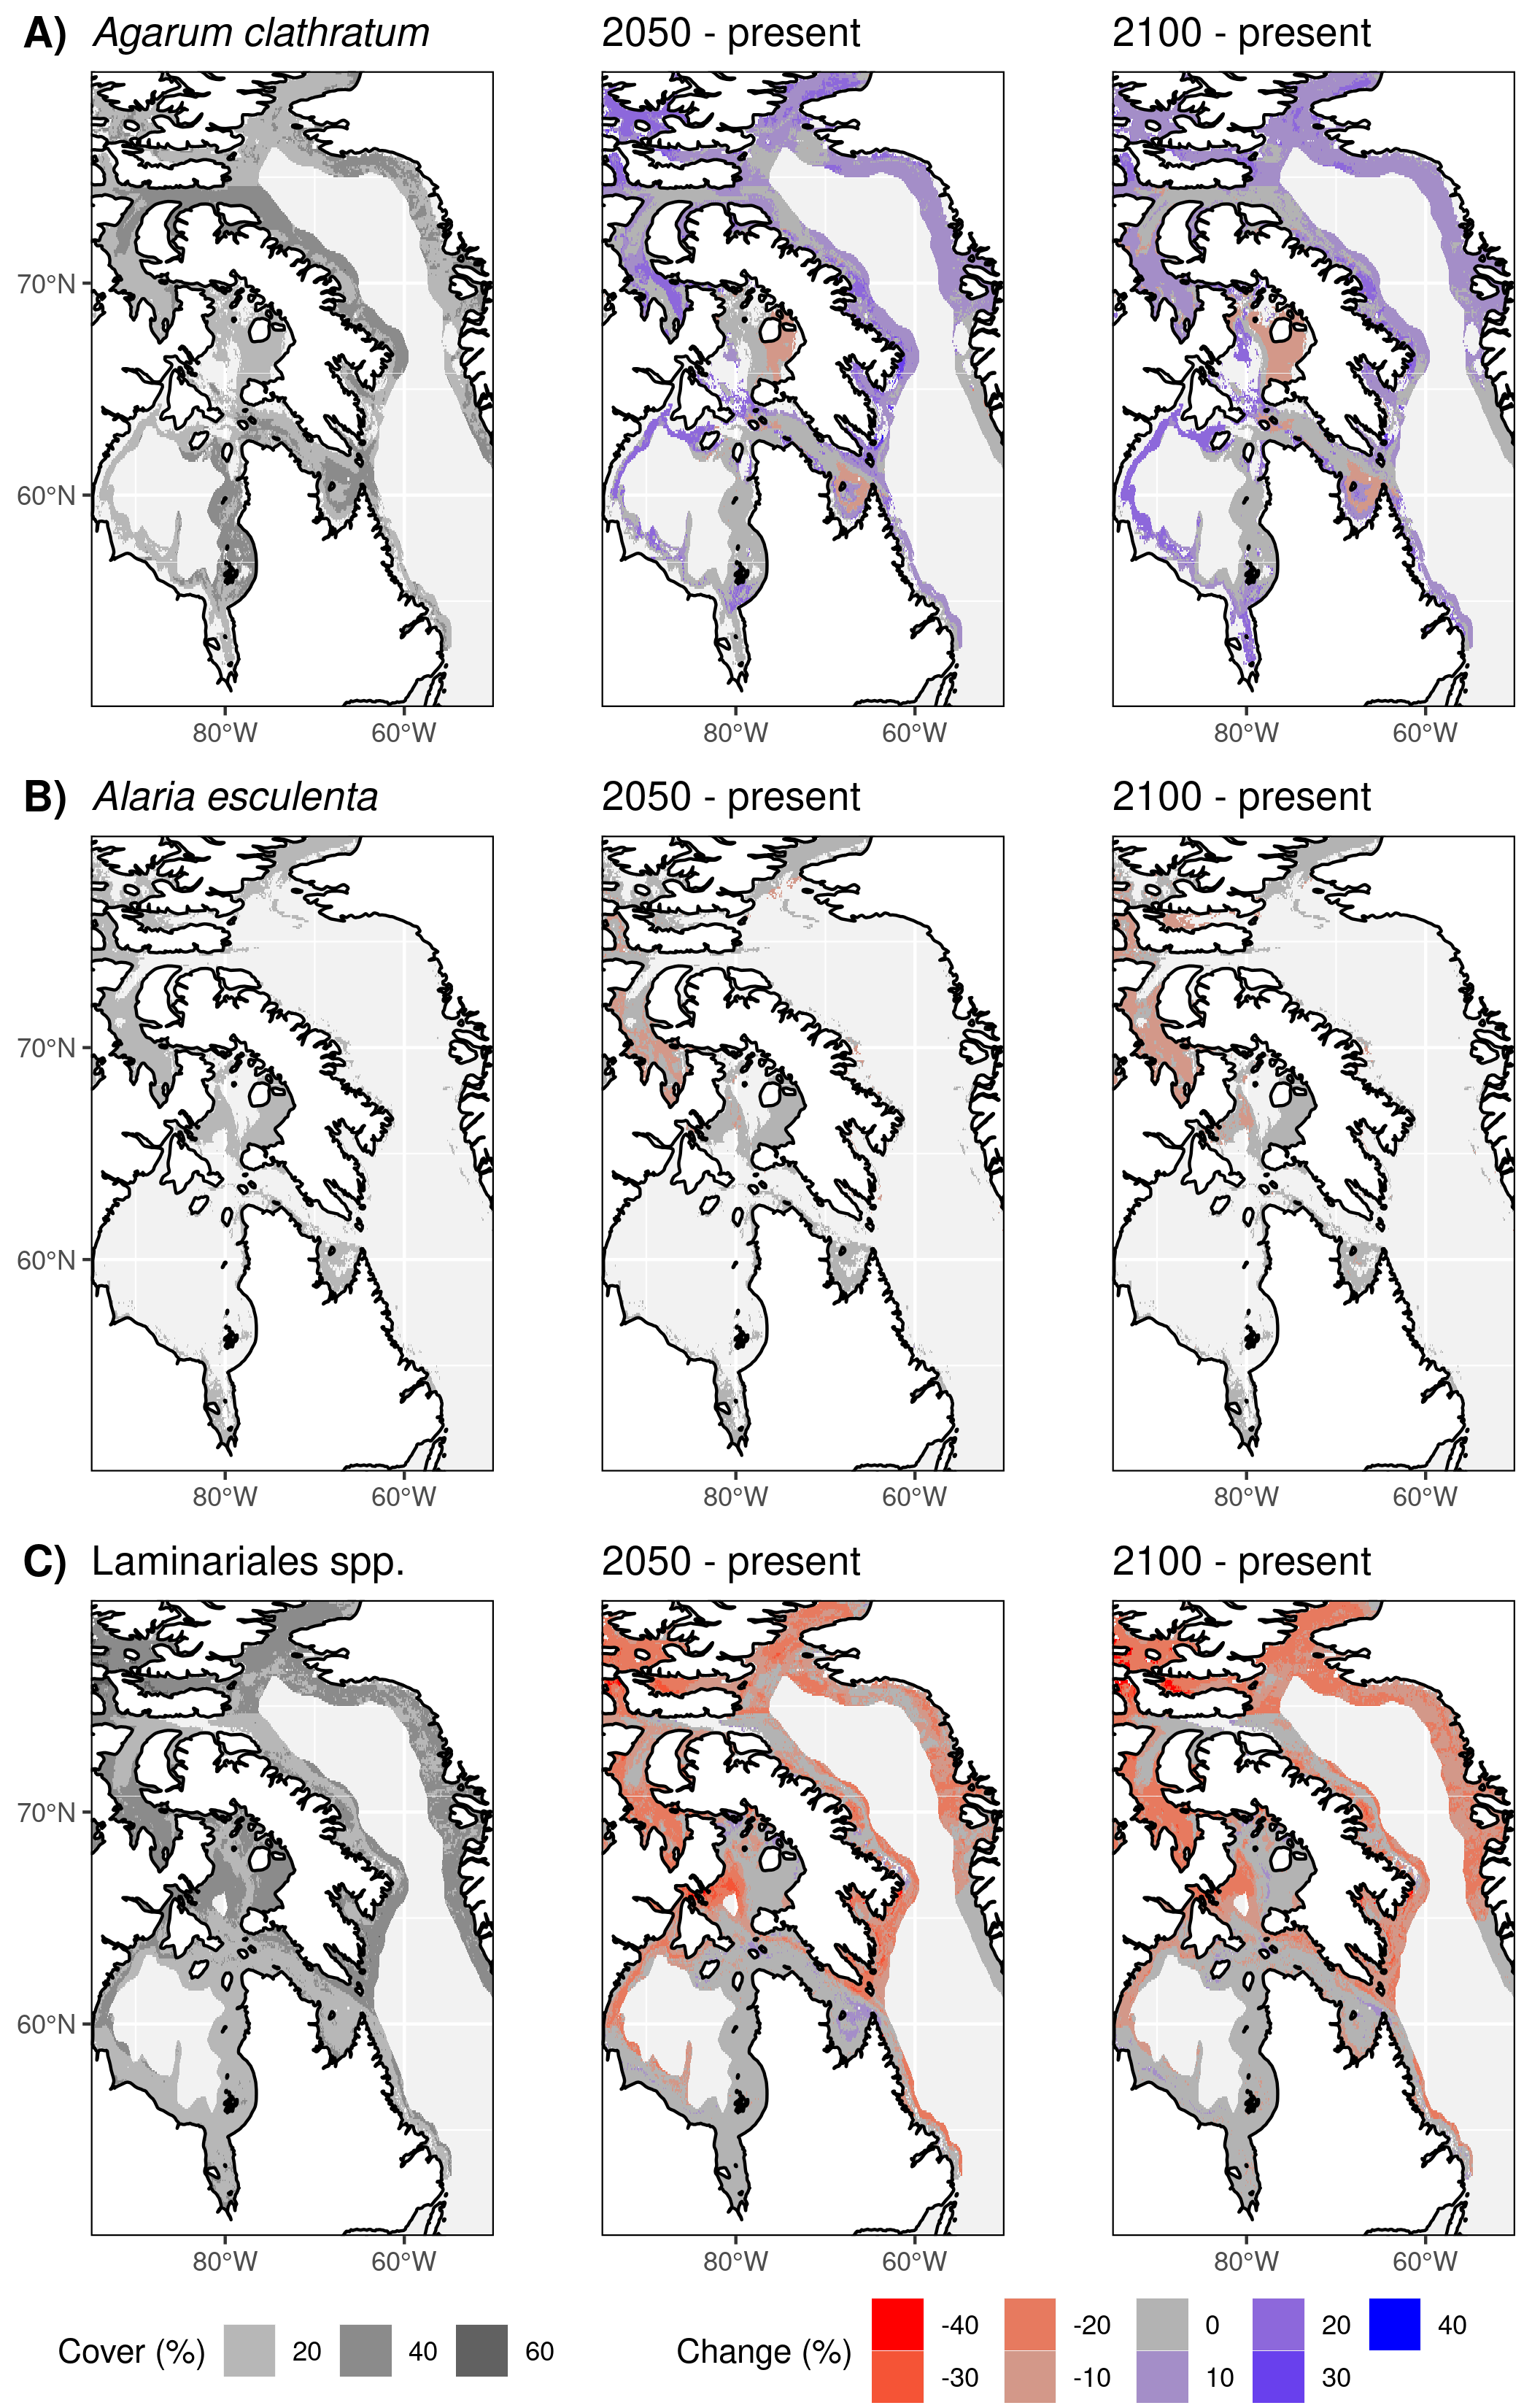 A) Agarum clathratum 2050 - present 2100 - present
70°N
60°N
80°W 60°W 80°W 60°W 80°W 60°W
B) Alaria esculenta 2050 - present 2100 - present
70°N
60°N
80°W 60°W 80°W 60°W 80°W 60°W
C) Laminariales spp. 2050 - present 2100 - present
70°N
60°N
80°W 60°W 80°W 60°W 80°W 60°W
Cover (%) 20 40 60
Change (%)
-40 -20 0 20 40
-30 -10 10 30